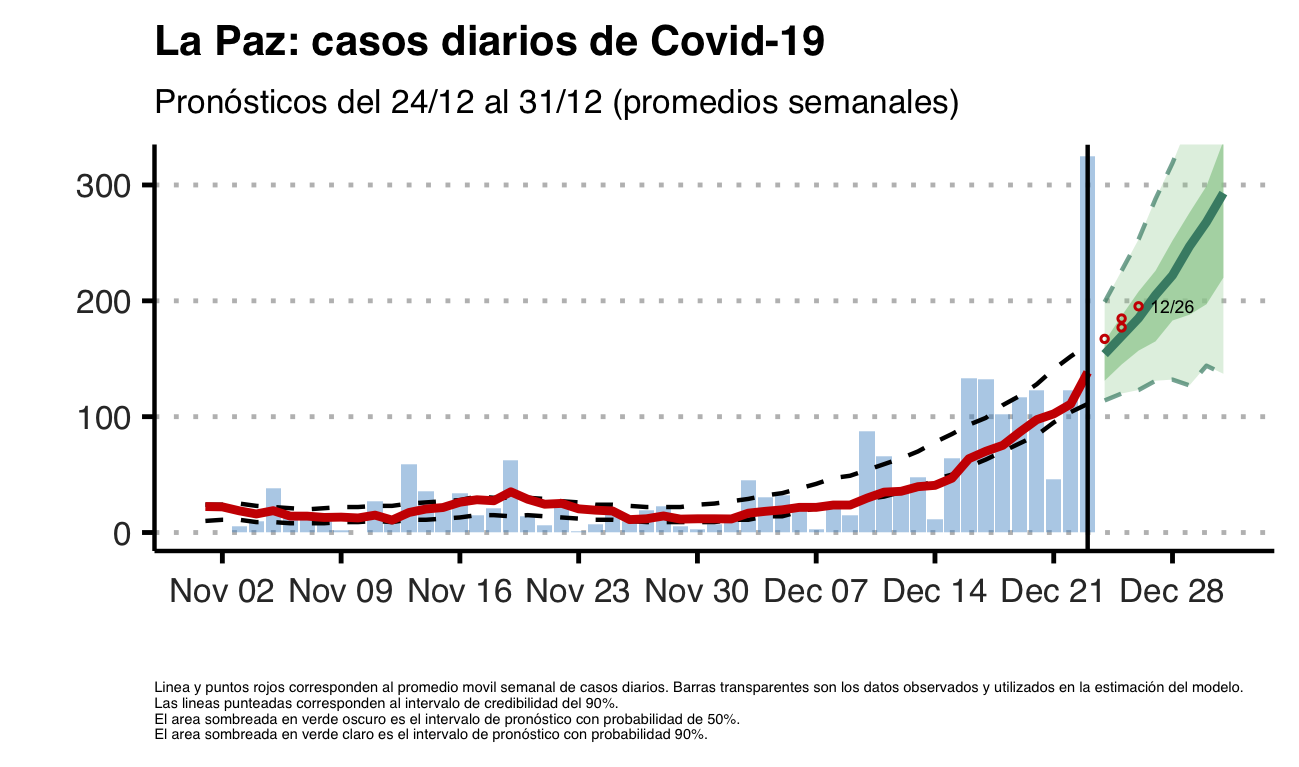 La Paz: casos diarios de Covid-19
Pronósticos del 24/12 al 31/12 (promedios semanales)
300
200
100
0
12/26
Nov 02 Nov 09 Nov 16 Nov 23 Nov 30 Dec 07 Dec 14 Dec 21 Dec 28
Linea y puntos rojos corresponden al promedio movil semanal de casos diarios. Barras transparentes son los datos observados y utilizados en la estimación del modelo.
Las lineas punteadas corresponden al intervalo de credibilidad del 90%.
El area sombreada en verde oscuro es el intervalo de pronóstico con probabilidad de 50%.
El area sombreada en verde claro es el intervalo de pronóstico con probabilidad 90%.